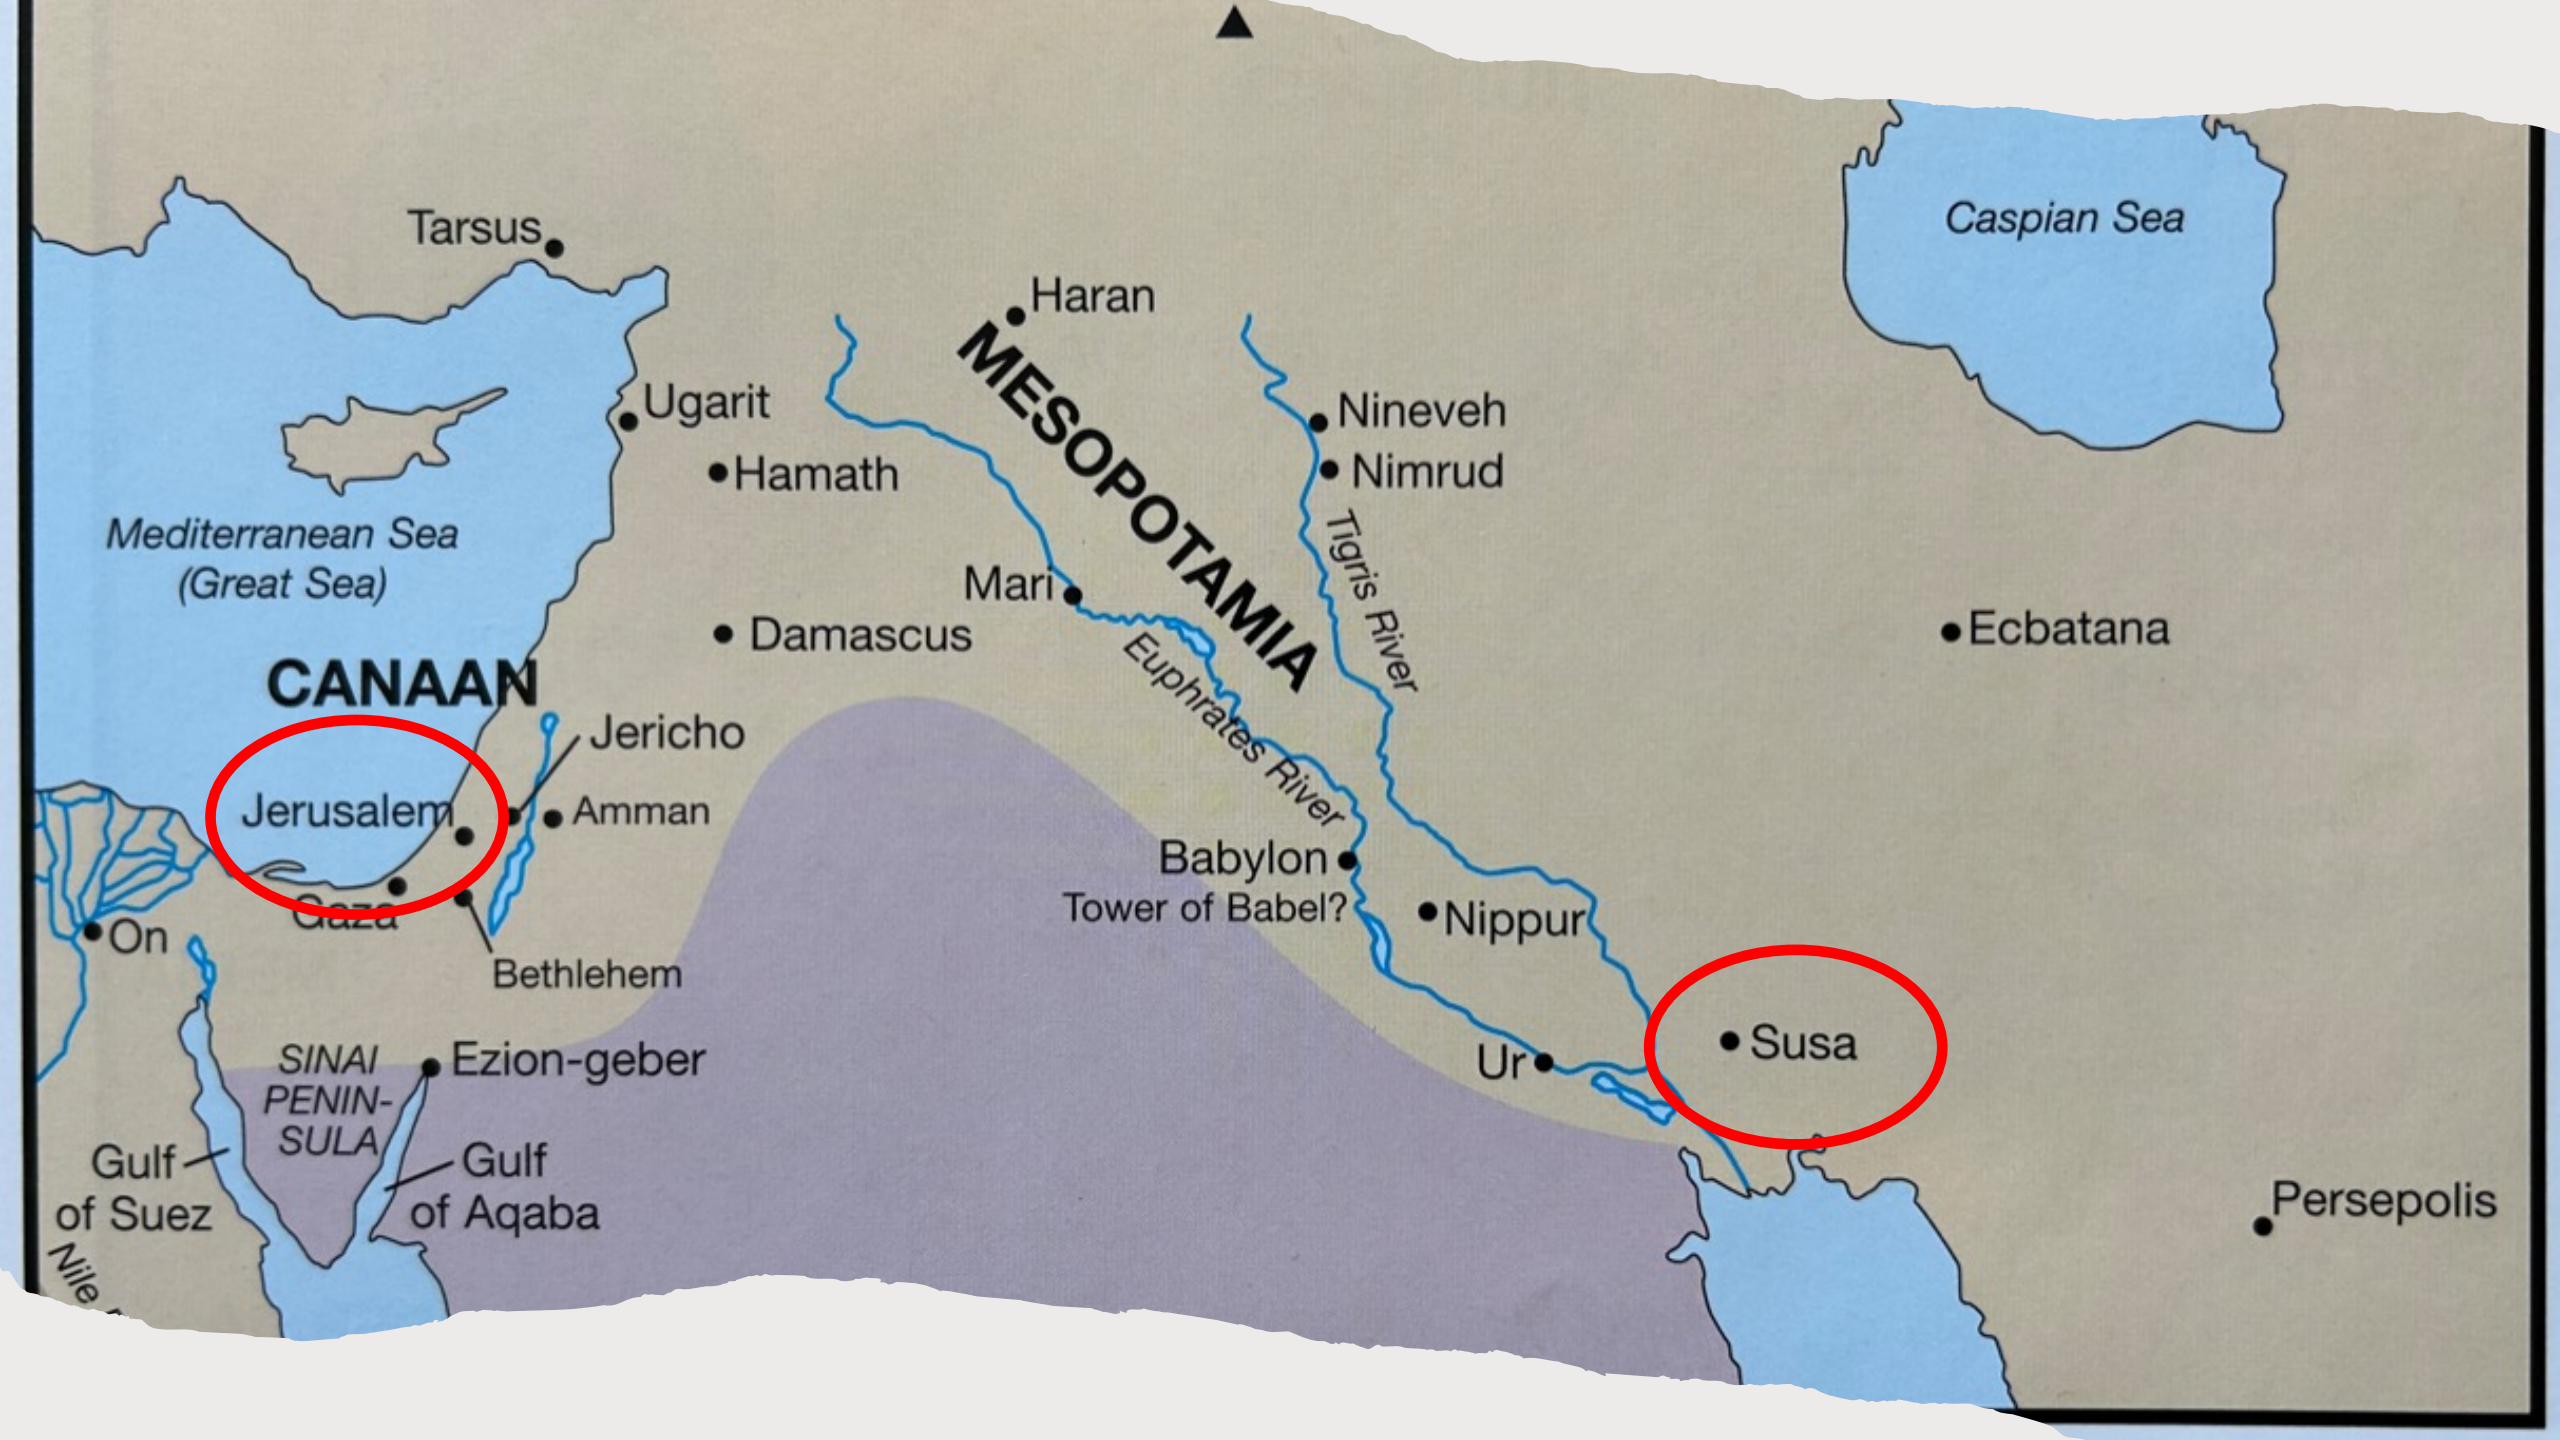 Caspian Sea
Tarsus
Haran
MESOPOTAMIA
Ugarit
Nineveh
Hamath
Nimrud
Mediterranean Sea
(Great Sea)
Tigris River
Mari
Damascus
Euphrates River
Ecbatana
CANAAN
Jericho
Jerusalem
Amman
Babylon
Tower of Babel?
Nippur
Gaza
On
Bethlehem
Susa
SINAI
PENIN-
SULA
Ezion-geber
Ur
Gulf
of Suez
Gulf
of Aqaba
Persepolis
Nile